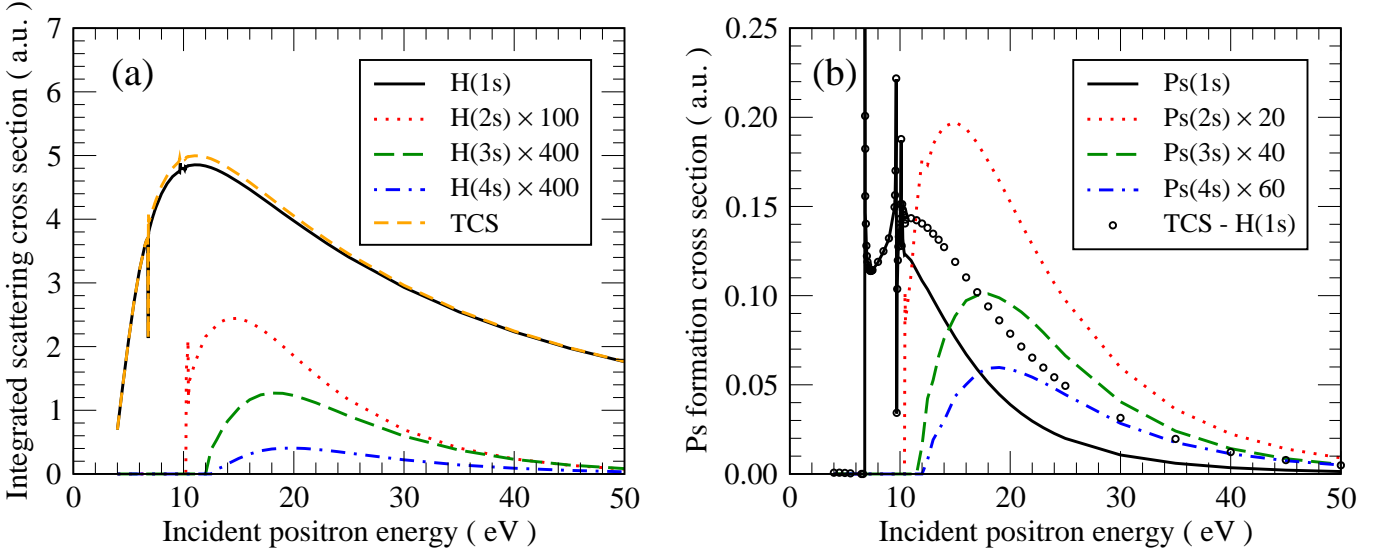 (a)
Integrated scattering cross section ( a.u. )
7
6
5
4
3
2
1
0
H(1s)
H(2s) × 100
H(3s) × 400
H(4s) × 400
TCS
0 10 20 30 40 50
Incident positron energy ( eV )
(b)
Ps formation cross section ( a.u. )
0.25
0.20
0.15
0.10
0.05
0.00
Ps(1s)
Ps(2s) × 20
Ps(3s) × 40
Ps(4s) × 60
TCS - H(1s)
0 10 20 30 40 50
Incident positron energy ( eV )